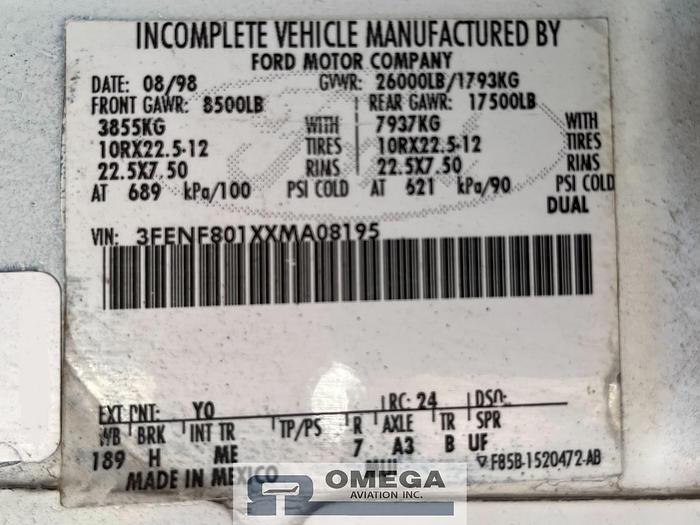 INCOMPLETE VEHICLE MANUFACTURED BY
FORD MOTOR COMPANY
DATE: 08/98 GVWR: 26000LB/1793KG
FRONT GAWR: 8500LB REAR GAWR: 17500LB
3855KG WITH 7937KG WITH
10RX22.5-12 TIRES 10RX22.5-12 TIRES
22.5X7.50 RIMS 22.5X7.50 RIMS
AT 689 kPa/100 PSI COLD AT 621 kPa/90 PSI COLD
DUAL
VIN: 3FENF801XXMA08195
EXT PNT: YO RC: 24 DSO:
WB BRK INT TR TP/PS R AXLE TR SPR
189 H ME 7 A3 B UF
MADE IN MEXICO F85B-1520472-AB
OMEGA
AVIATION INC.